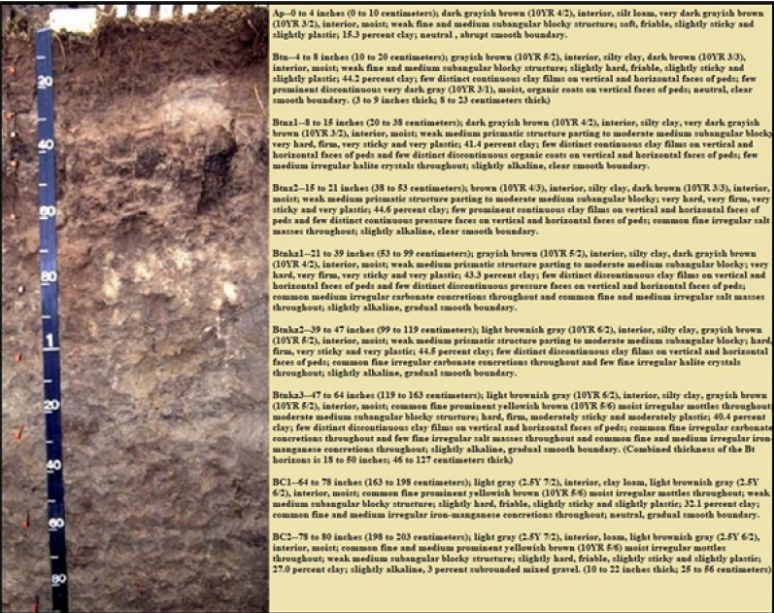 Ap--0 to 4 inches (0 to 10 centimeters); dark grayish brown (10YR 4/2), interior, silt loam, very dark grayish brown
(10YR 3/2), interior, moist; weak fine and medium subangular blocky structure; soft, friable, slightly sticky and
slightly plastic; 15.3 percent clay; neutral , abrupt smooth boundary.
Btn--4 to 8 inches (10 to 20 centimeters); grayish brown (10YR 5/2), interior, silty clay, dark brown (10YR 3/3),
interior, moist; weak fine and medium subangular blocky structure; slightly hard, friable, slightly sticky and
slightly plastic; 44.2 percent clay; few distinct continuous clay films on vertical and horizontal faces of peds; few
prominent discontinuous very dark gray (10YR 3/1), moist, organic coats on vertical faces of peds; neutral, clear
smooth boundary. (3 to 9 inches thick; 8 to 23 centimeters thick)
Btnz1--8 to 15 inches (20 to 38 centimeters); dark grayish brown (10YR 4/2), interior, silty clay, very dark grayish
brown (10YR 3/2), interior, moist; weak medium prismatic structure parting to moderate medium subangular blocky;
very hard, firm, very sticky and very plastic; 41.4 percent clay; few distinct continuous clay films on vertical and
horizontal faces of peds and few distinct discontinuous organic coats on vertical and horizontal faces of peds; few
medium irregular halite crystals throughout; slightly alkaline, clear smooth boundary.
Btnz2--15 to 21 inches (38 to 53 centimeters); brown (10YR 4/3), interior, silty clay, dark brown (10YR 3/3), interior,
moist; weak medium prismatic structure parting to moderate medium subangular blocky; very hard, very firm, very
sticky and very plastic; 44.6 percent clay; few prominent continuous clay films on vertical and horizontal faces of
peds and few distinct continuous pressure faces on vertical and horizontal faces of peds; common fine irregular salt
masses throughout; slightly alkaline, clear smooth boundary.
Btnkz1--21 to 39 inches (53 to 99 centimeters); grayish brown (10YR 5/2), interior, silty clay, dark grayish brown
(10YR 4/2), interior, moist; weak medium prismatic structure parting to moderate medium subangular blocky; very
hard, very firm, very sticky and very plastic; 43.3 percent clay; few distinct discontinuous clay films on vertical and
horizontal faces of peds and few distinct discontinuous pressure faces on vertical and horizontal faces of peds;
common medium irregular carbonate concretions throughout and common fine and medium irregular salt masses
throughout; slightly alkaline, gradual smooth boundary.
Btnkz2--39 to 47 inches (99 to 119 centimeters); light brownish gray (10YR 6/2), interior, silty clay, grayish brown
(10YR 5/2), interior, moist; weak medium prismatic structure parting to moderate medium subangular blocky; hard,
firm, very sticky and very plastic; 44.5 percent clay; few distinct discontinuous clay films on vertical and horizontal
faces of peds; common fine irregular carbonate concretions throughout and few fine irregular halite crystals
throughout; slightly alkaline, gradual smooth boundary.
Btnkz3--47 to 64 inches (119 to 163 centimeters); light brownish gray (10YR 6/2), interior, silty clay, grayish brown
(10YR 5/2), interior, moist; common fine prominent yellowish brown (10YR 5/6) moist irregular mottles throughout;
moderate medium subangular blocky structure; hard, firm, moderately sticky and moderately plastic; 40.4 percent
clay; few distinct discontinuous clay films on vertical and horizontal faces of peds; common fine irregular carbonate
concretions throughout and few fine irregular salt masses throughout and common fine and medium irregular iron-
manganese concretions throughout; slightly alkaline, gradual smooth boundary. (Combined thickness of the Bt
horizons is 18 to 50 inches; 46 to 127 centimeters thick)
BC1--64 to 78 inches (163 to 198 centimeters); light gray (2.5Y 7/2), interior, clay loam, light brownish gray (2.5Y
6/2), interior, moist; common fine prominent yellowish brown (10YR 5/6) moist irregular mottles throughout; weak
medium subangular blocky structure; slightly hard, friable, slightly sticky and slightly plastic; 32.1 percent clay;
common fine and medium irregular iron-manganese concretions throughout; neutral, gradual smooth boundary.
BC2--78 to 80 inches (198 to 203 centimeters); light gray (2.5Y 7/2), interior, loam, light brownish gray (2.5Y 6/2),
interior, moist; common fine and medium prominent yellowish brown (10YR 5/6) moist irregular mottles
throughout; weak medium subangular blocky structure; slightly hard, friable, slightly sticky and slightly plastic;
27.0 percent clay; slightly alkaline, 3 percent subrounded mixed gravel. (10 to 22 inches thick; 25 to 56 centimeters)
20
40
60
80
1
20
40
60
80